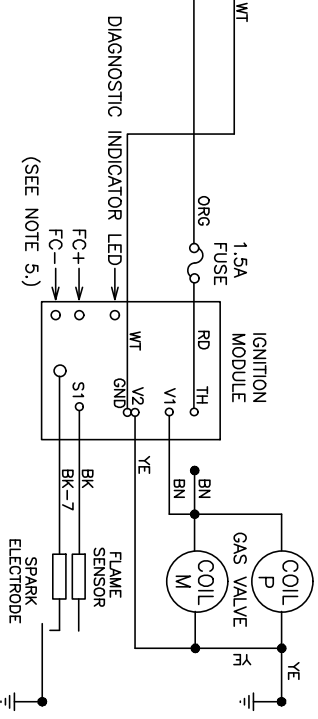 WT
DIAGNOSTIC INDICATOR LED
FC+
FC-
(SEE NOTE 5.)
ORG
1.5A
FUSE
RD
IGNITION
MODULE
TH
V1
V2
GND
WT
S1
YE
BN
BN
GAS VALVE
COIL
P
COIL
M
YE
YE
BK
BK-7
FLAME
SENSOR
SPARK
ELECTRODE